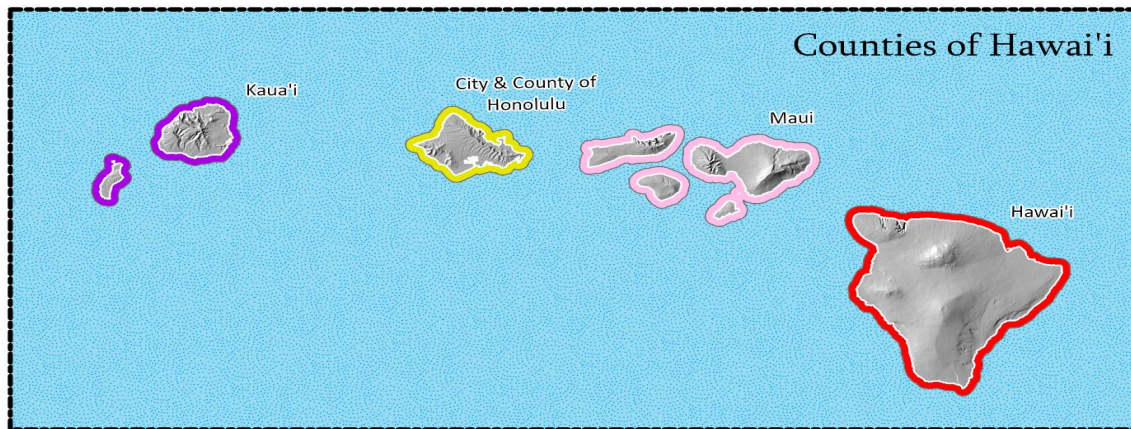 Counties of Hawai'i
Kaua'i
City & County of
Honolulu
Maui
Hawai'i